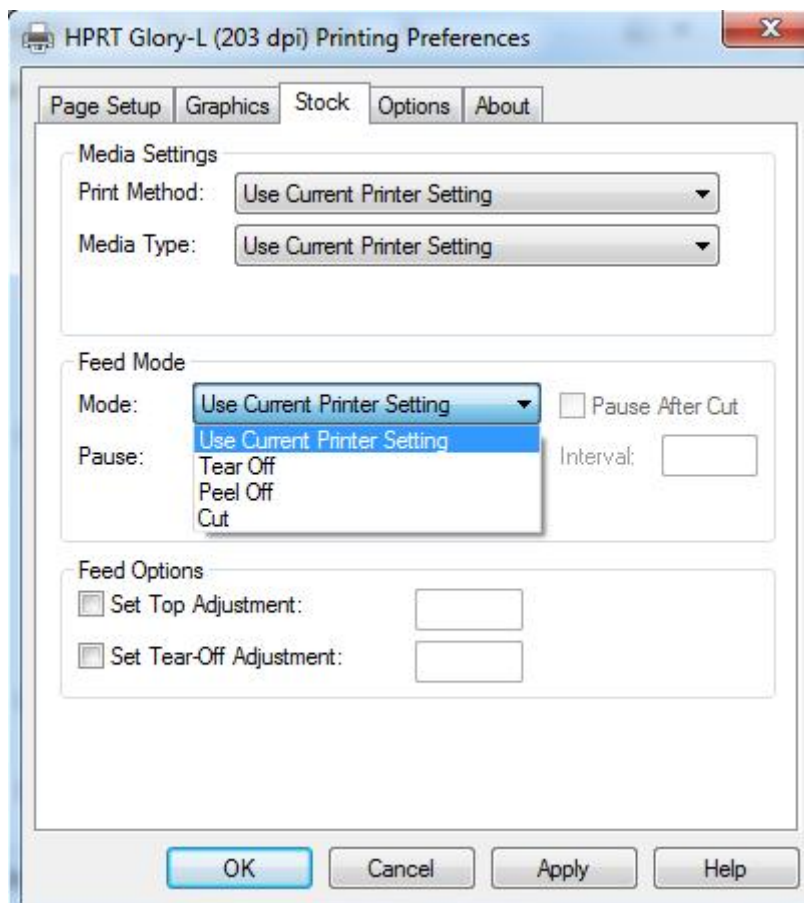 HPRT Glory-L (203 dpi) Printing Preferences
Page Setup Graphics Stock Options About
Media Settings
Print Method: Use Current Printer Setting
Media Type: Use Current Printer Setting
Feed Mode
Mode: Use Current Printer Setting Pause After Cut
Use Current Printer Setting
Pause: Tear Off Interval:
Peel Off
Cut
Feed Options
Set Top Adjustment:
Set Tear-Off Adjustment:
OK Cancel Apply Help